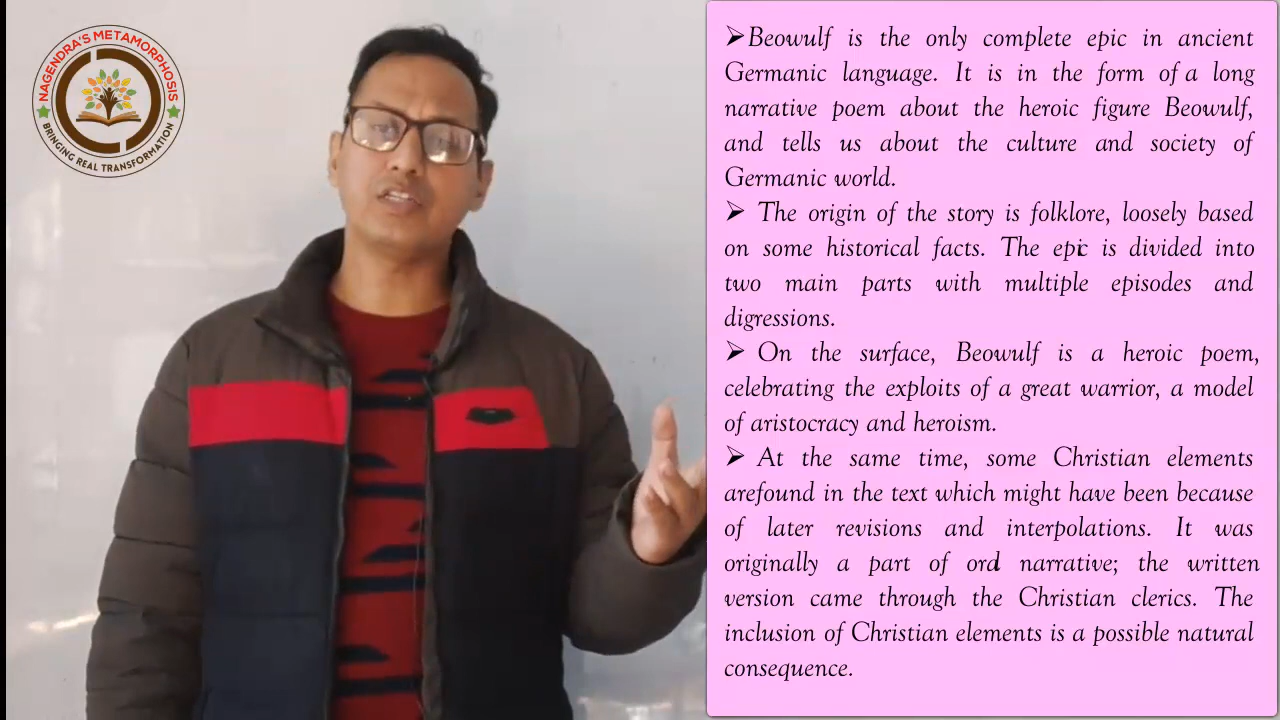 NAGENDRA'S METAMORPHOSIS
BRINGING REAL TRANSFORMATION
➢Beowulf is the only complete epic in ancient
Germanic language. It is in the form of a long
narrative poem about the heroic figure Beowulf,
and tells us about the culture and society of
Germanic world.
➢ The origin of the story is folklore, loosely based
on some historical facts. The epic is divided into
two main parts with multiple episodes and
digressions.
➢ On the surface, Beowulf is a heroic poem,
celebrating the exploits of a great warrior, a model
of aristocracy and heroism.
➢ At the same time, some Christian elements
arefound in the text which might have been because
of later revisions and interpolations. It was
originally a part of oral narrative; the written
version came through the Christian clerics. The
inclusion of Christian elements is a possible natural
consequence.